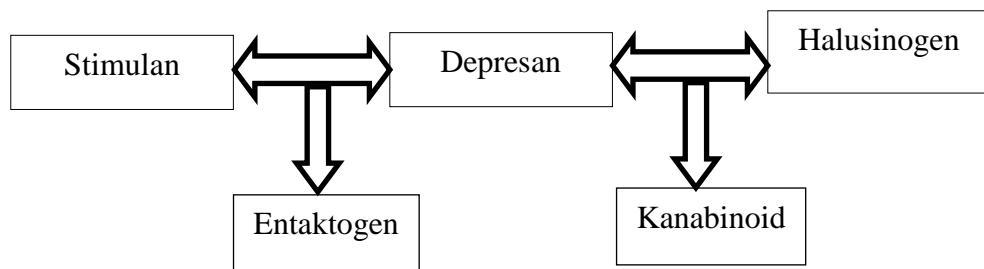 Stimulan
Depresan
Halusinogen
Entaktogen
Kanabinoid